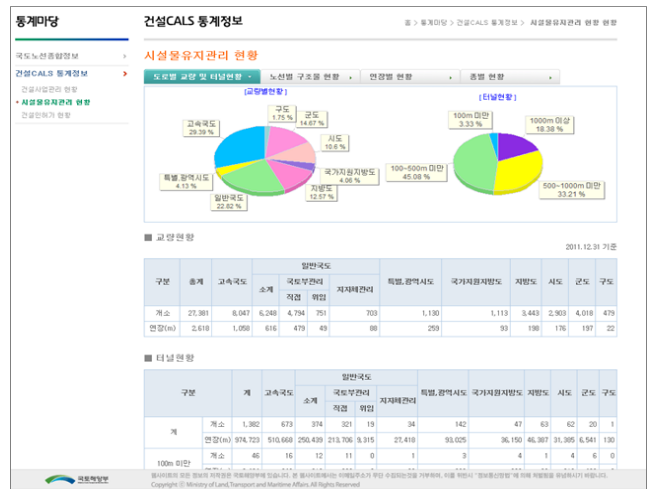 통계마당
건설CALS 통계정보
홈 > 통계마당 > 건설CALS 통계정보 > 시설물유지관리 현황 현황
국도노선종합정보
건설CALS 통계정보
건설사업관리 현황
시설물유지관리 현황
건설인허가 현황
시설물유지관리 현황
도로별 교량 및 터널현황
노선별 구조물 현황
연장별 현황
종별 현황
[교량별현황]
구도 1.75 %
군도 14.67 %
시도 10.6 %
국가지원지방도 4.06 %
지방도 12.57 %
일반국도 22.82 %
특별,광역시도 4.13 %
고속국도 29.39 %
[터널현황]
100m 미만 3.33 %
1000m 이상 18.38 %
100~500m 미만 45.08 %
500~1000m 미만 33.21 %
■ 교량현황
2011.12.31 기준
구분 총계 고속국도 일반국도 특별,광역시도 국가지원지방도 지방도 시도 군도 구도
소계 국토부관리 지자체관리
직접 위임
개소 27,381 8,047 6,248 4,794 751 703 1,130 1,113 3,443 2,903 4,018 479
연장(m) 2,618 1,058 616 479 49 88 259 93 198 176 197 22
■ 터널현황
구분 계 고속국도 일반국도 특별,광역시도 국가지원지방도 지방도 시도 군도 구도
소계 국토부관리 지자체관리
직접 위임
계 개소 1,382 673 374 321 19 34 142 47 63 62 20 1
연장(m) 974,723 510,668 250,439 213,706 9,315 27,418 93,025 36,150 46,387 31,385 6,541 130
100m 미만 개소 46 16 12 11 0 1 3 4 1 4 6 0
국토해양부
Copyright ⓒ Ministry of Land, Transport and Maritime Affairs. All Rights Reserved